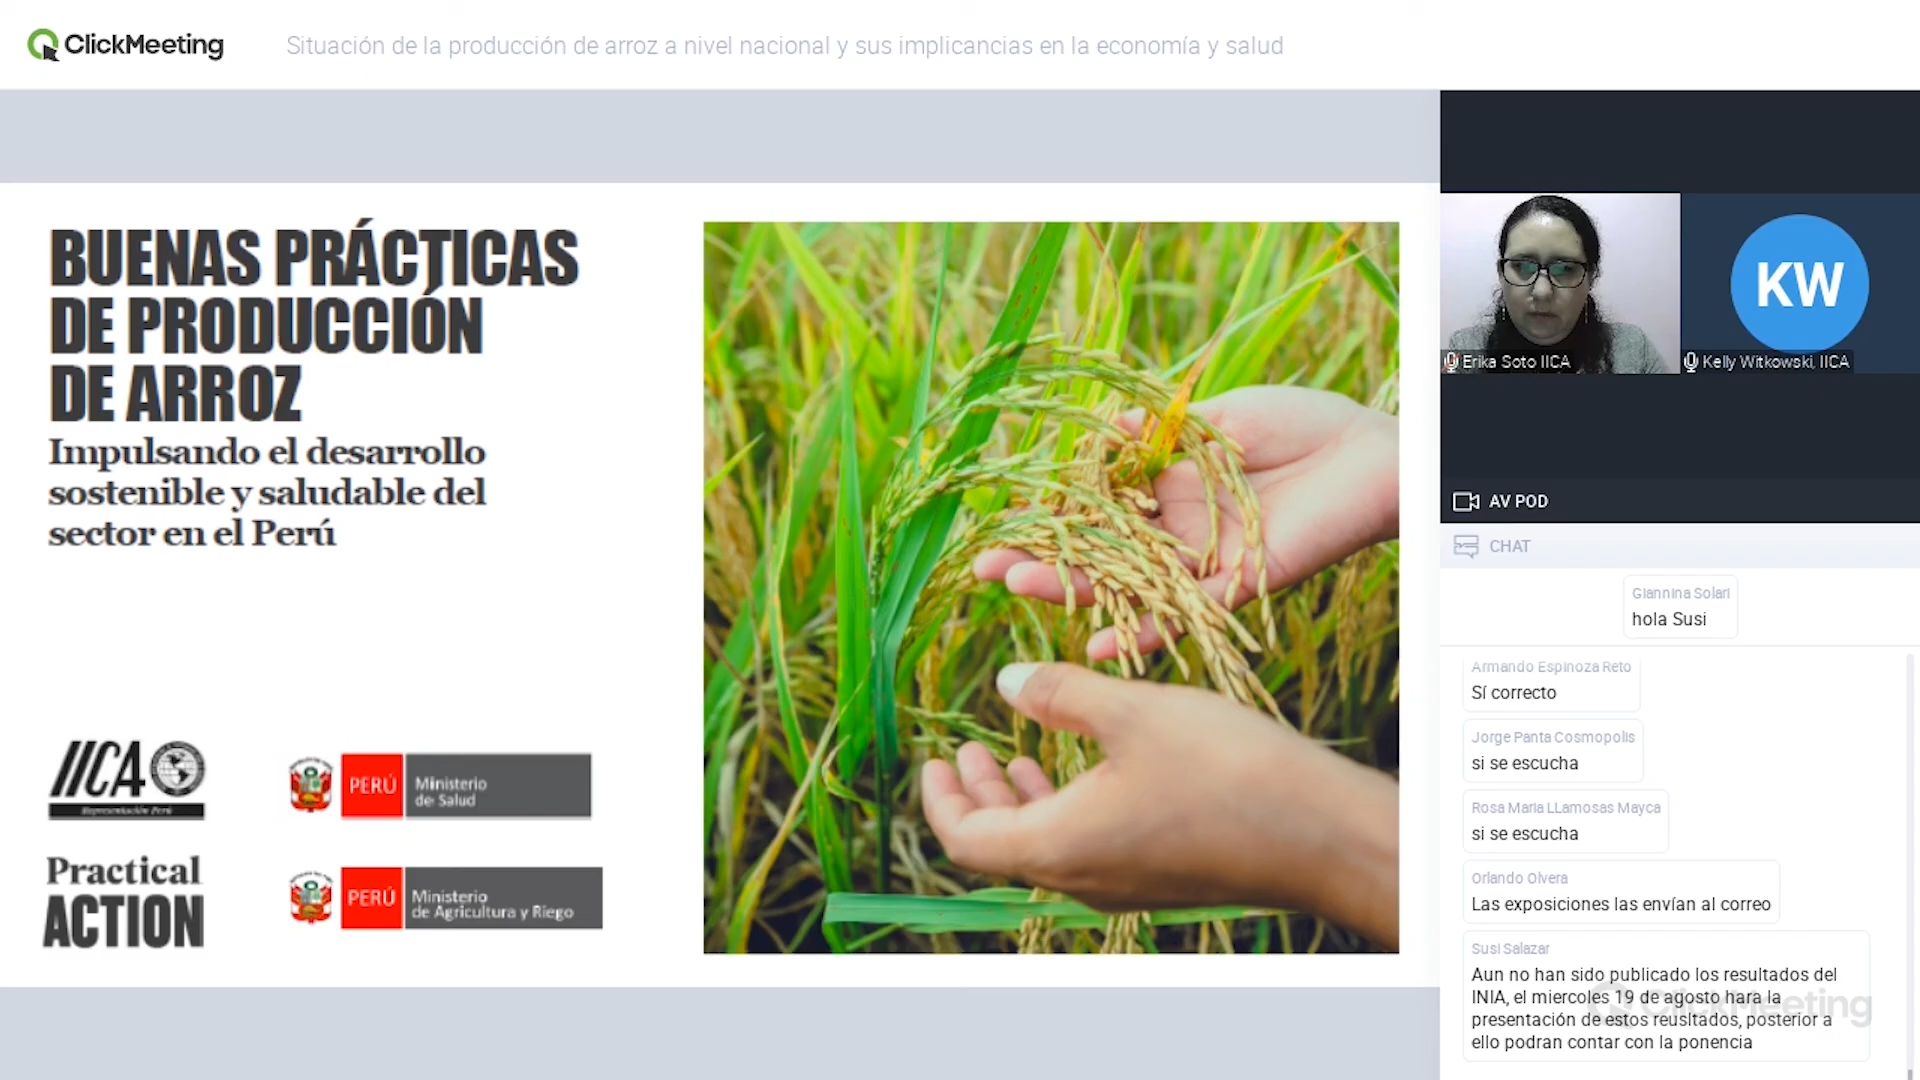 ClickMeeting
Situación de la producción de arroz a nivel nacional y sus implicancias en la economía y salud
BUENAS PRÁCTICAS
DE PRODUCCIÓN
DE ARROZ
Impulsando el desarrollo
sostenible y saludable del
sector en el Perú
IICA
Representación Perú
PERÚ
Ministerio
de Salud
Practical
ACTION
PERÚ
Ministerio
de Agricultura y Riego
Erika Soto IICA
KW
Kelly Witkowski, IICA
AV POD
CHAT
Giannina Solari
hola Susi
Armando Espinoza Reto
Sí correcto
Jorge Panta Cosmopolis
si se escucha
Rosa Maria LLamosas Mayca
si se escucha
Orlando Olvera
Las exposiciones las envían al correo
Susi Salazar
Aun no han sido publicado los resultados del
INIA, el miercoles 19 de agosto hara la
presentación de estos reusltados, posterior a
ello podran contar con la ponencia
ClickMeeting